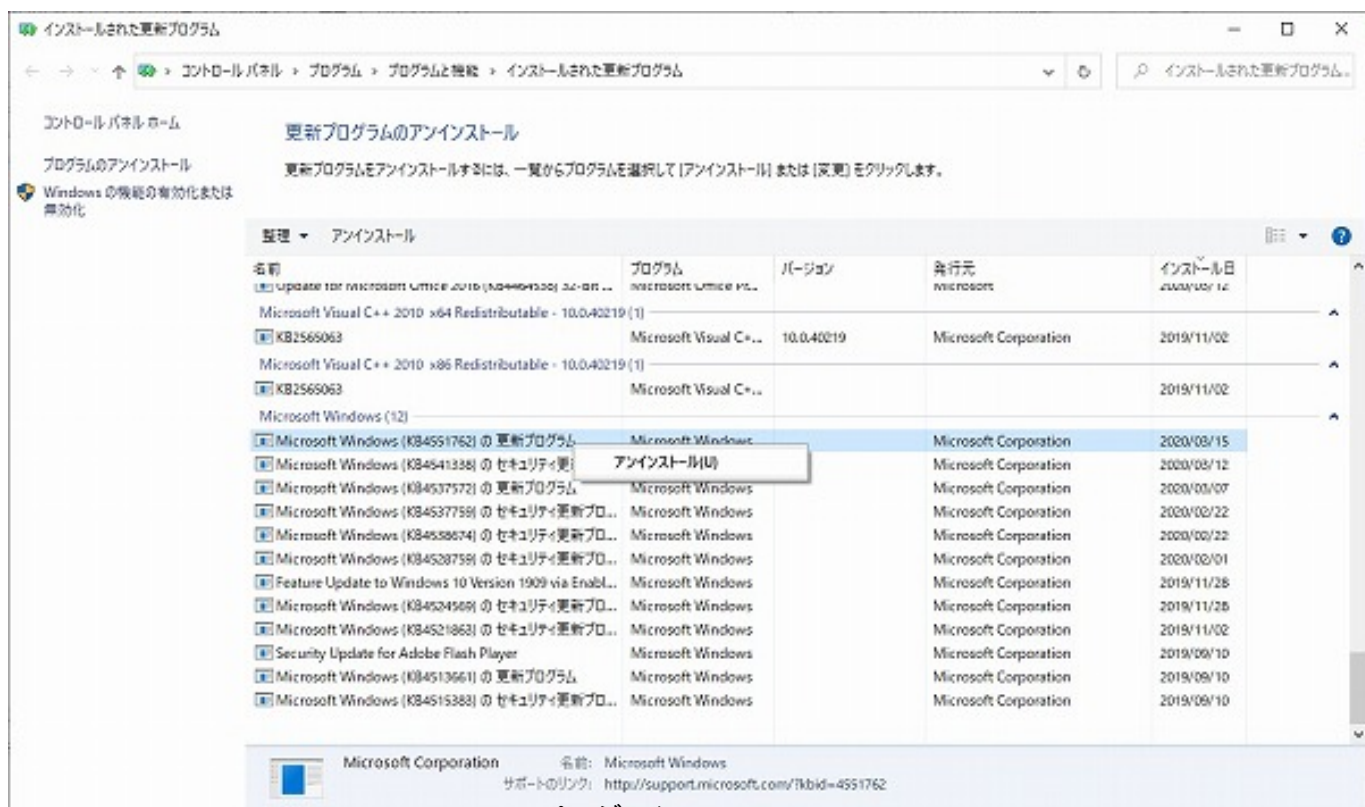 インストールされた更新プログラム
コントロール パネル › プログラム › プログラムと機能 › インストールされた更新プログラム
インストールされた更新プログラム...
コントロール パネル ホーム
プログラムのアンインストール
Windows の機能の有効化または
無効化
更新プログラムのアンインストール
更新プログラムをアンインストールするには、一覧からプログラムを選択して [アンインストール] または [変更] をクリックします。
整理 アンインストール
名前 プログラム バージョン 発行元 インストール日
Update for Microsoft Office 2016 (KB4464538) 32-Bit ... Microsoft Office Pr... Microsoft 2020/03/12
Microsoft Visual C++ 2010 x64 Redistributable - 10.0.40219 (1)
KB2565063 Microsoft Visual C+... 10.0.40219 Microsoft Corporation 2019/11/02
Microsoft Visual C++ 2010 x86 Redistributable - 10.0.40219 (1)
KB2565063 Microsoft Visual C+... 2019/11/02
Microsoft Windows (12)
Microsoft Windows (KB4551762) の 更新プログラム Microsoft Windows Microsoft Corporation 2020/03/15
アンインストール(U)
Microsoft Windows (KB4541338) の セキュリティ更新 Microsoft Corporation 2020/03/12
Microsoft Windows (KB4537572) の 更新プログラム Microsoft Windows Microsoft Corporation 2020/03/07
Microsoft Windows (KB4537759) の セキュリティ更新プロ... Microsoft Windows Microsoft Corporation 2020/02/22
Microsoft Windows (KB4538674) の セキュリティ更新プロ... Microsoft Windows Microsoft Corporation 2020/02/22
Microsoft Windows (KB4528759) の セキュリティ更新プロ... Microsoft Windows Microsoft Corporation 2020/02/01
Feature Update to Windows 10 Version 1909 via Enabl... Microsoft Windows Microsoft Corporation 2019/11/28
Microsoft Windows (KB4524569) の セキュリティ更新プロ... Microsoft Windows Microsoft Corporation 2019/11/28
Microsoft Windows (KB4521863) の セキュリティ更新プロ... Microsoft Windows Microsoft Corporation 2019/11/02
Security Update for Adobe Flash Player Microsoft Windows Microsoft Corporation 2019/09/10
Microsoft Windows (KB4513661) の 更新プログラム Microsoft Windows Microsoft Corporation 2019/09/10
Microsoft Windows (KB4515383) の セキュリティ更新プロ... Microsoft Windows Microsoft Corporation 2019/09/10
Microsoft Corporation 名前: Microsoft Windows
サポートのリンク: http://support.microsoft.com/?kbid=4551762